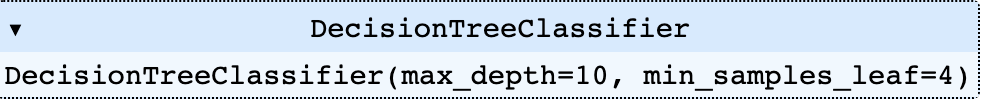 ▼ DecisionTreeClassifier
DecisionTreeClassifier(max_depth=10, min_samples_leaf=4)